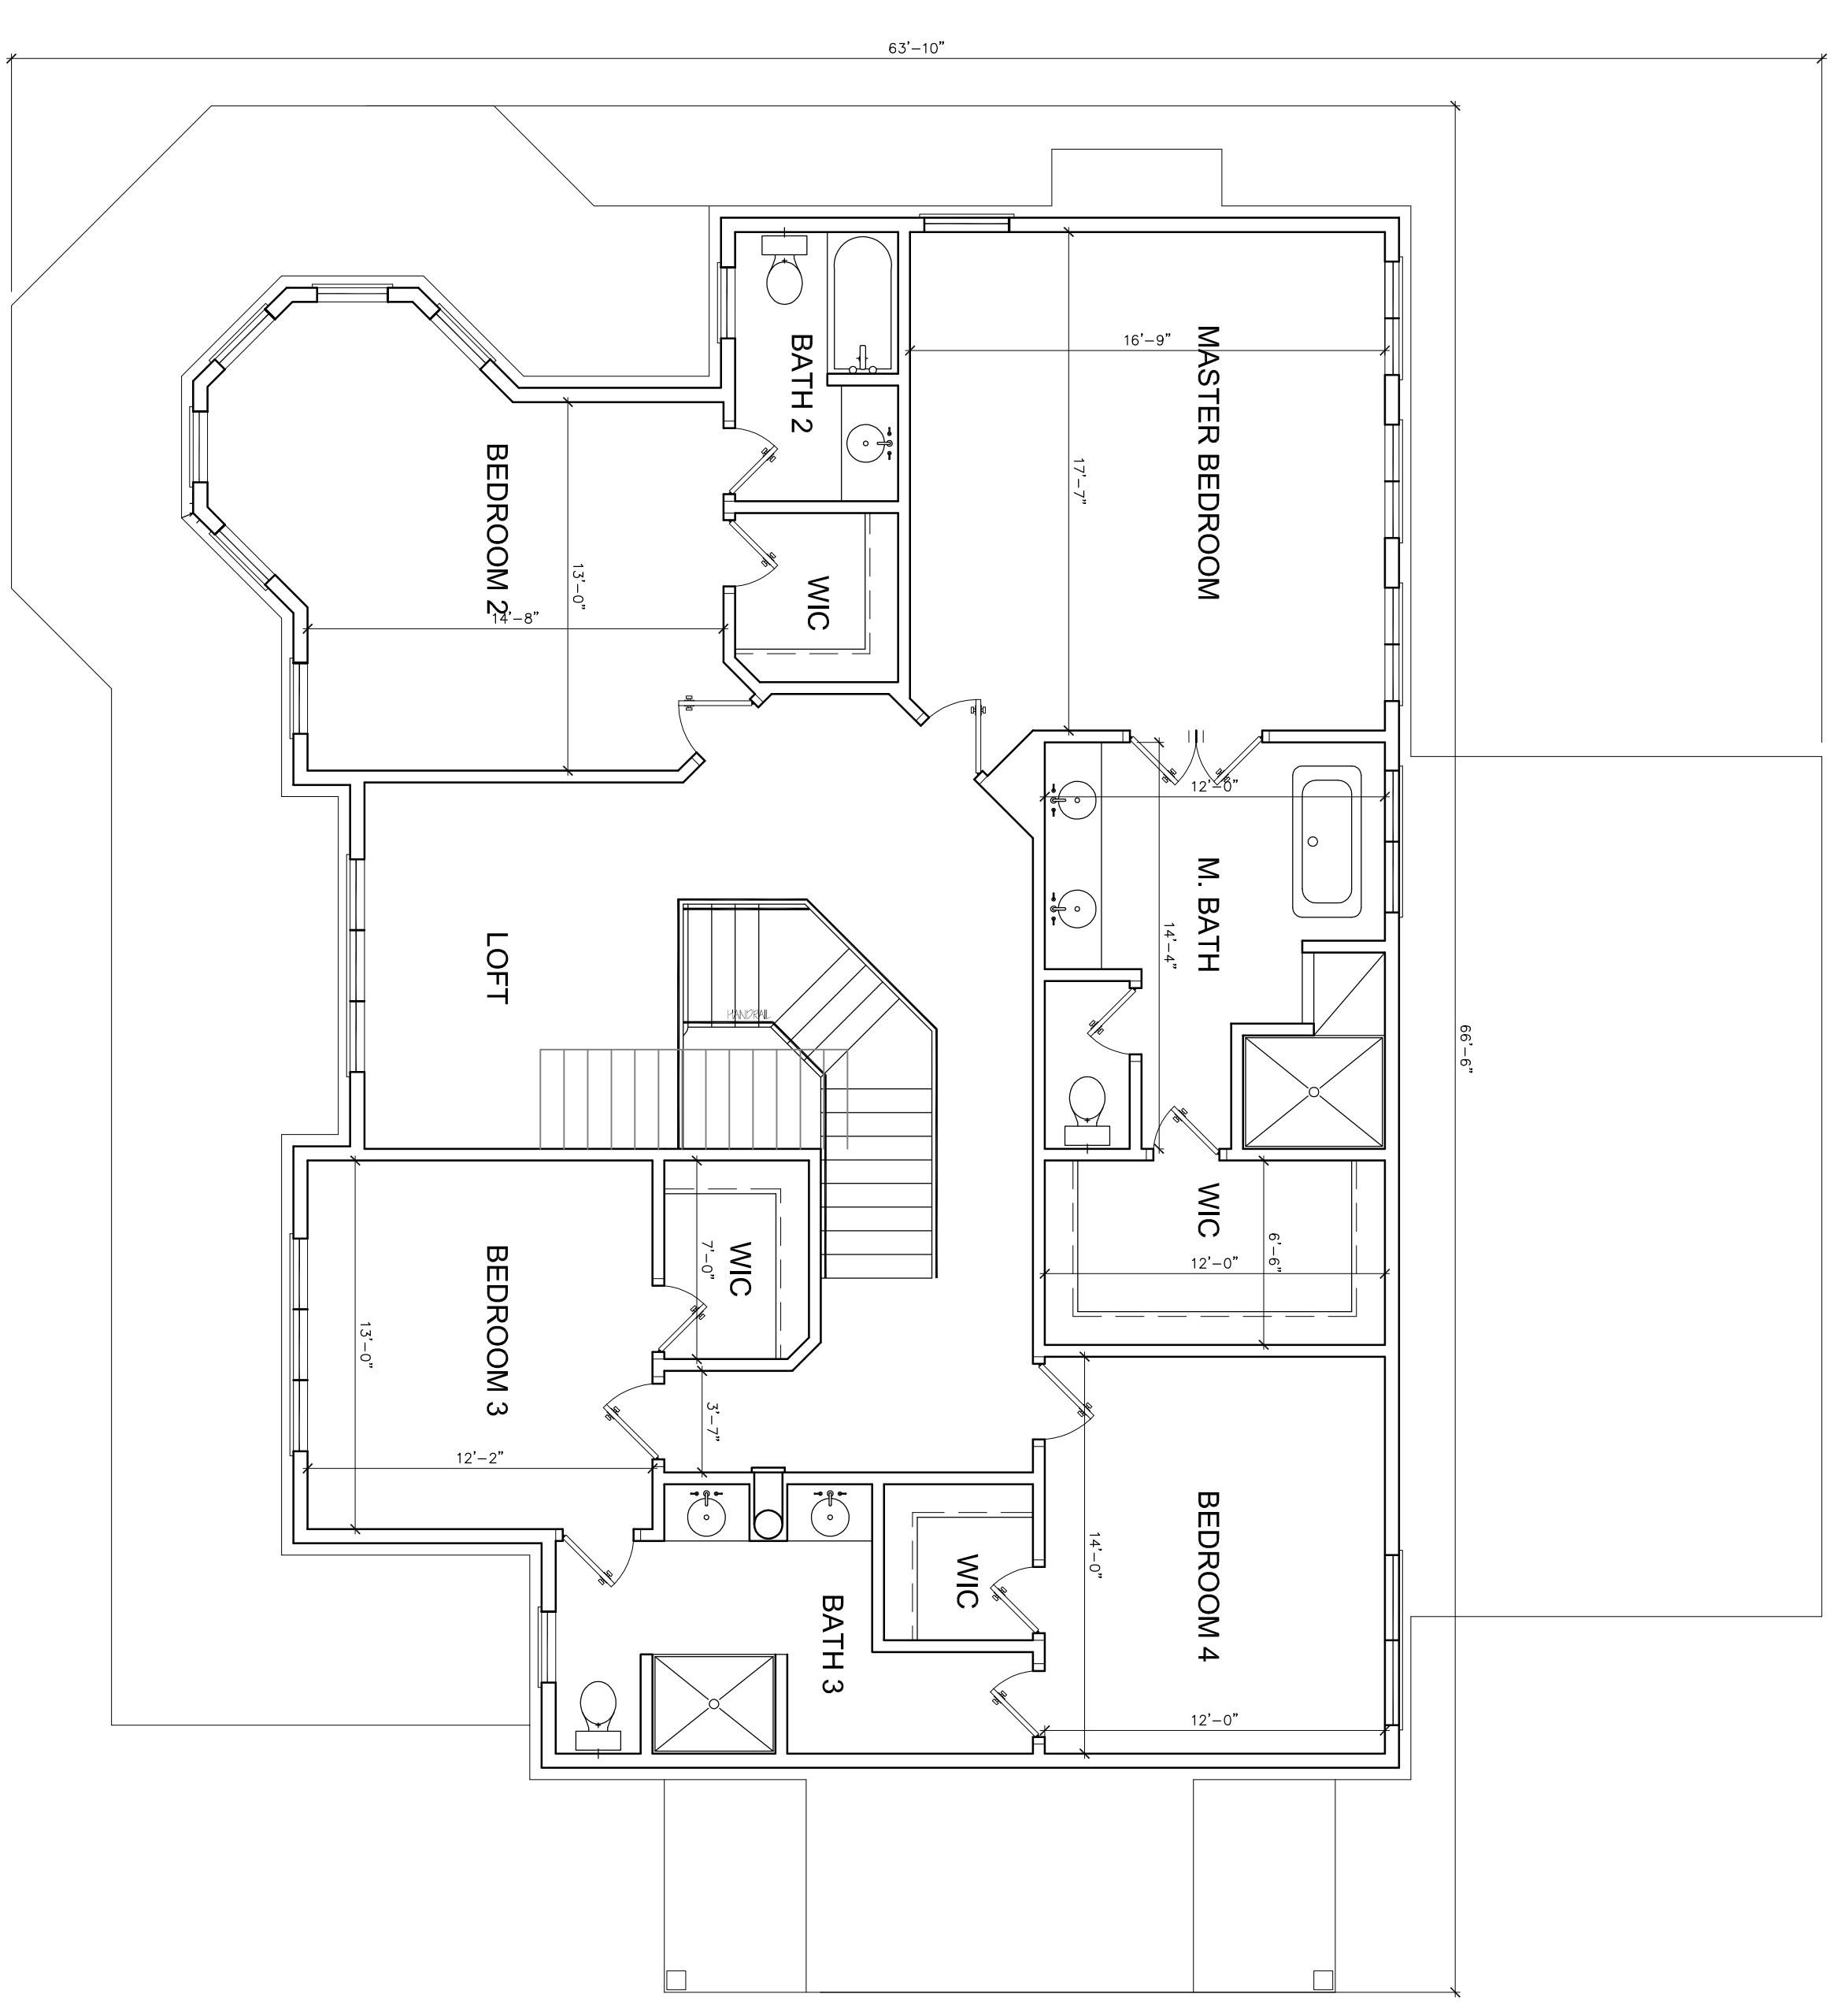 63'-10"
MASTER BEDROOM
16'-9"
17'-7"
BATH 2
BEDROOM 2
13'-0"
14'-8"
WIC
12'-0"
M. BATH
14'-4"
LOFT
HANDRAIL
66'-6"
WIC
6'-6"
12'-0"
WIC
7'-0"
BEDROOM 3
13'-0"
12'-2"
3'-7"
BEDROOM 4
14'-0"
12'-0"
WIC
BATH 3